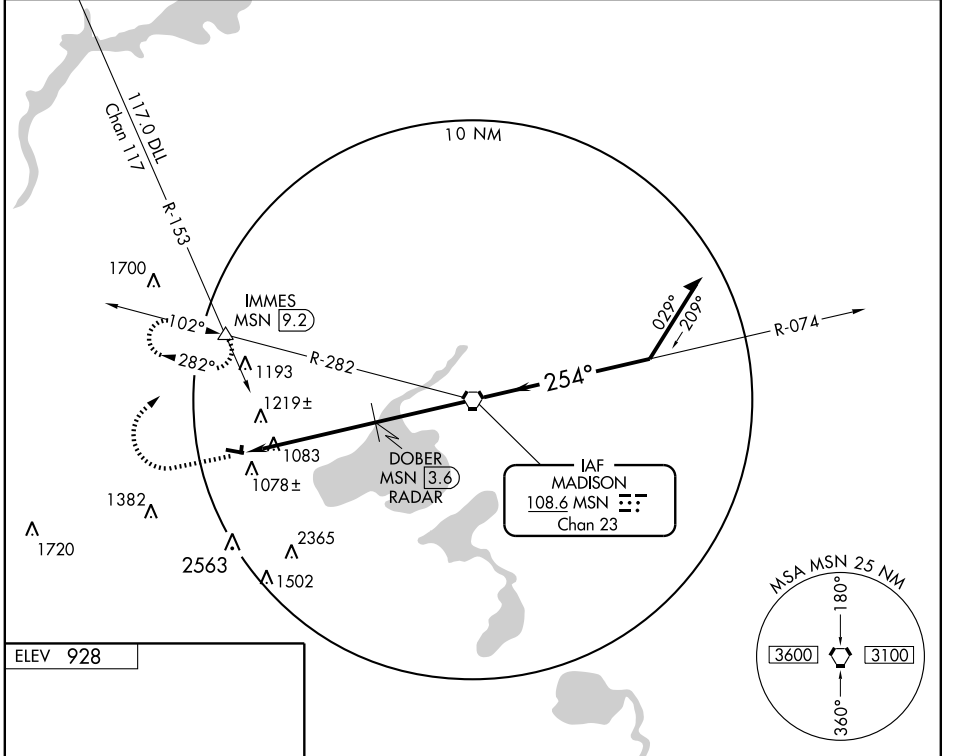 117.0 DLL
Chan 117
R-153
10 NM
1700
IMMES
MSN 9.2
102°
282°
R-282
1193
1219±
1083
1078±
DOBER
MSN 3.6
RADAR
254°
029°
209°
R-074
IAF
MADISON
108.6 MSN
Chan 23
1382
1720
2563
2365
1502
MSA MSN 25 NM
180°
3600
3100
360°
ELEV 928